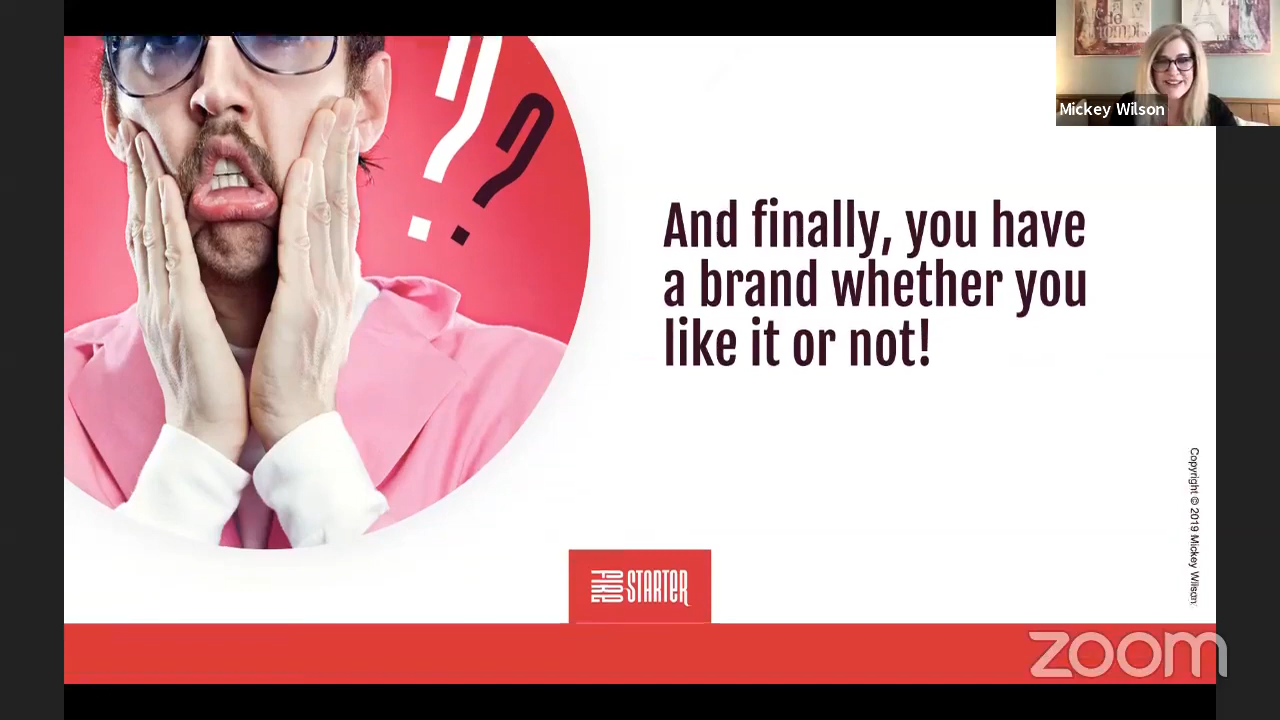 Mickey Wilson
??
And finally, you have
a brand whether you
like it or not!
Copyright © 2019 Mickey Wilson
FIRE STARTER
zoom